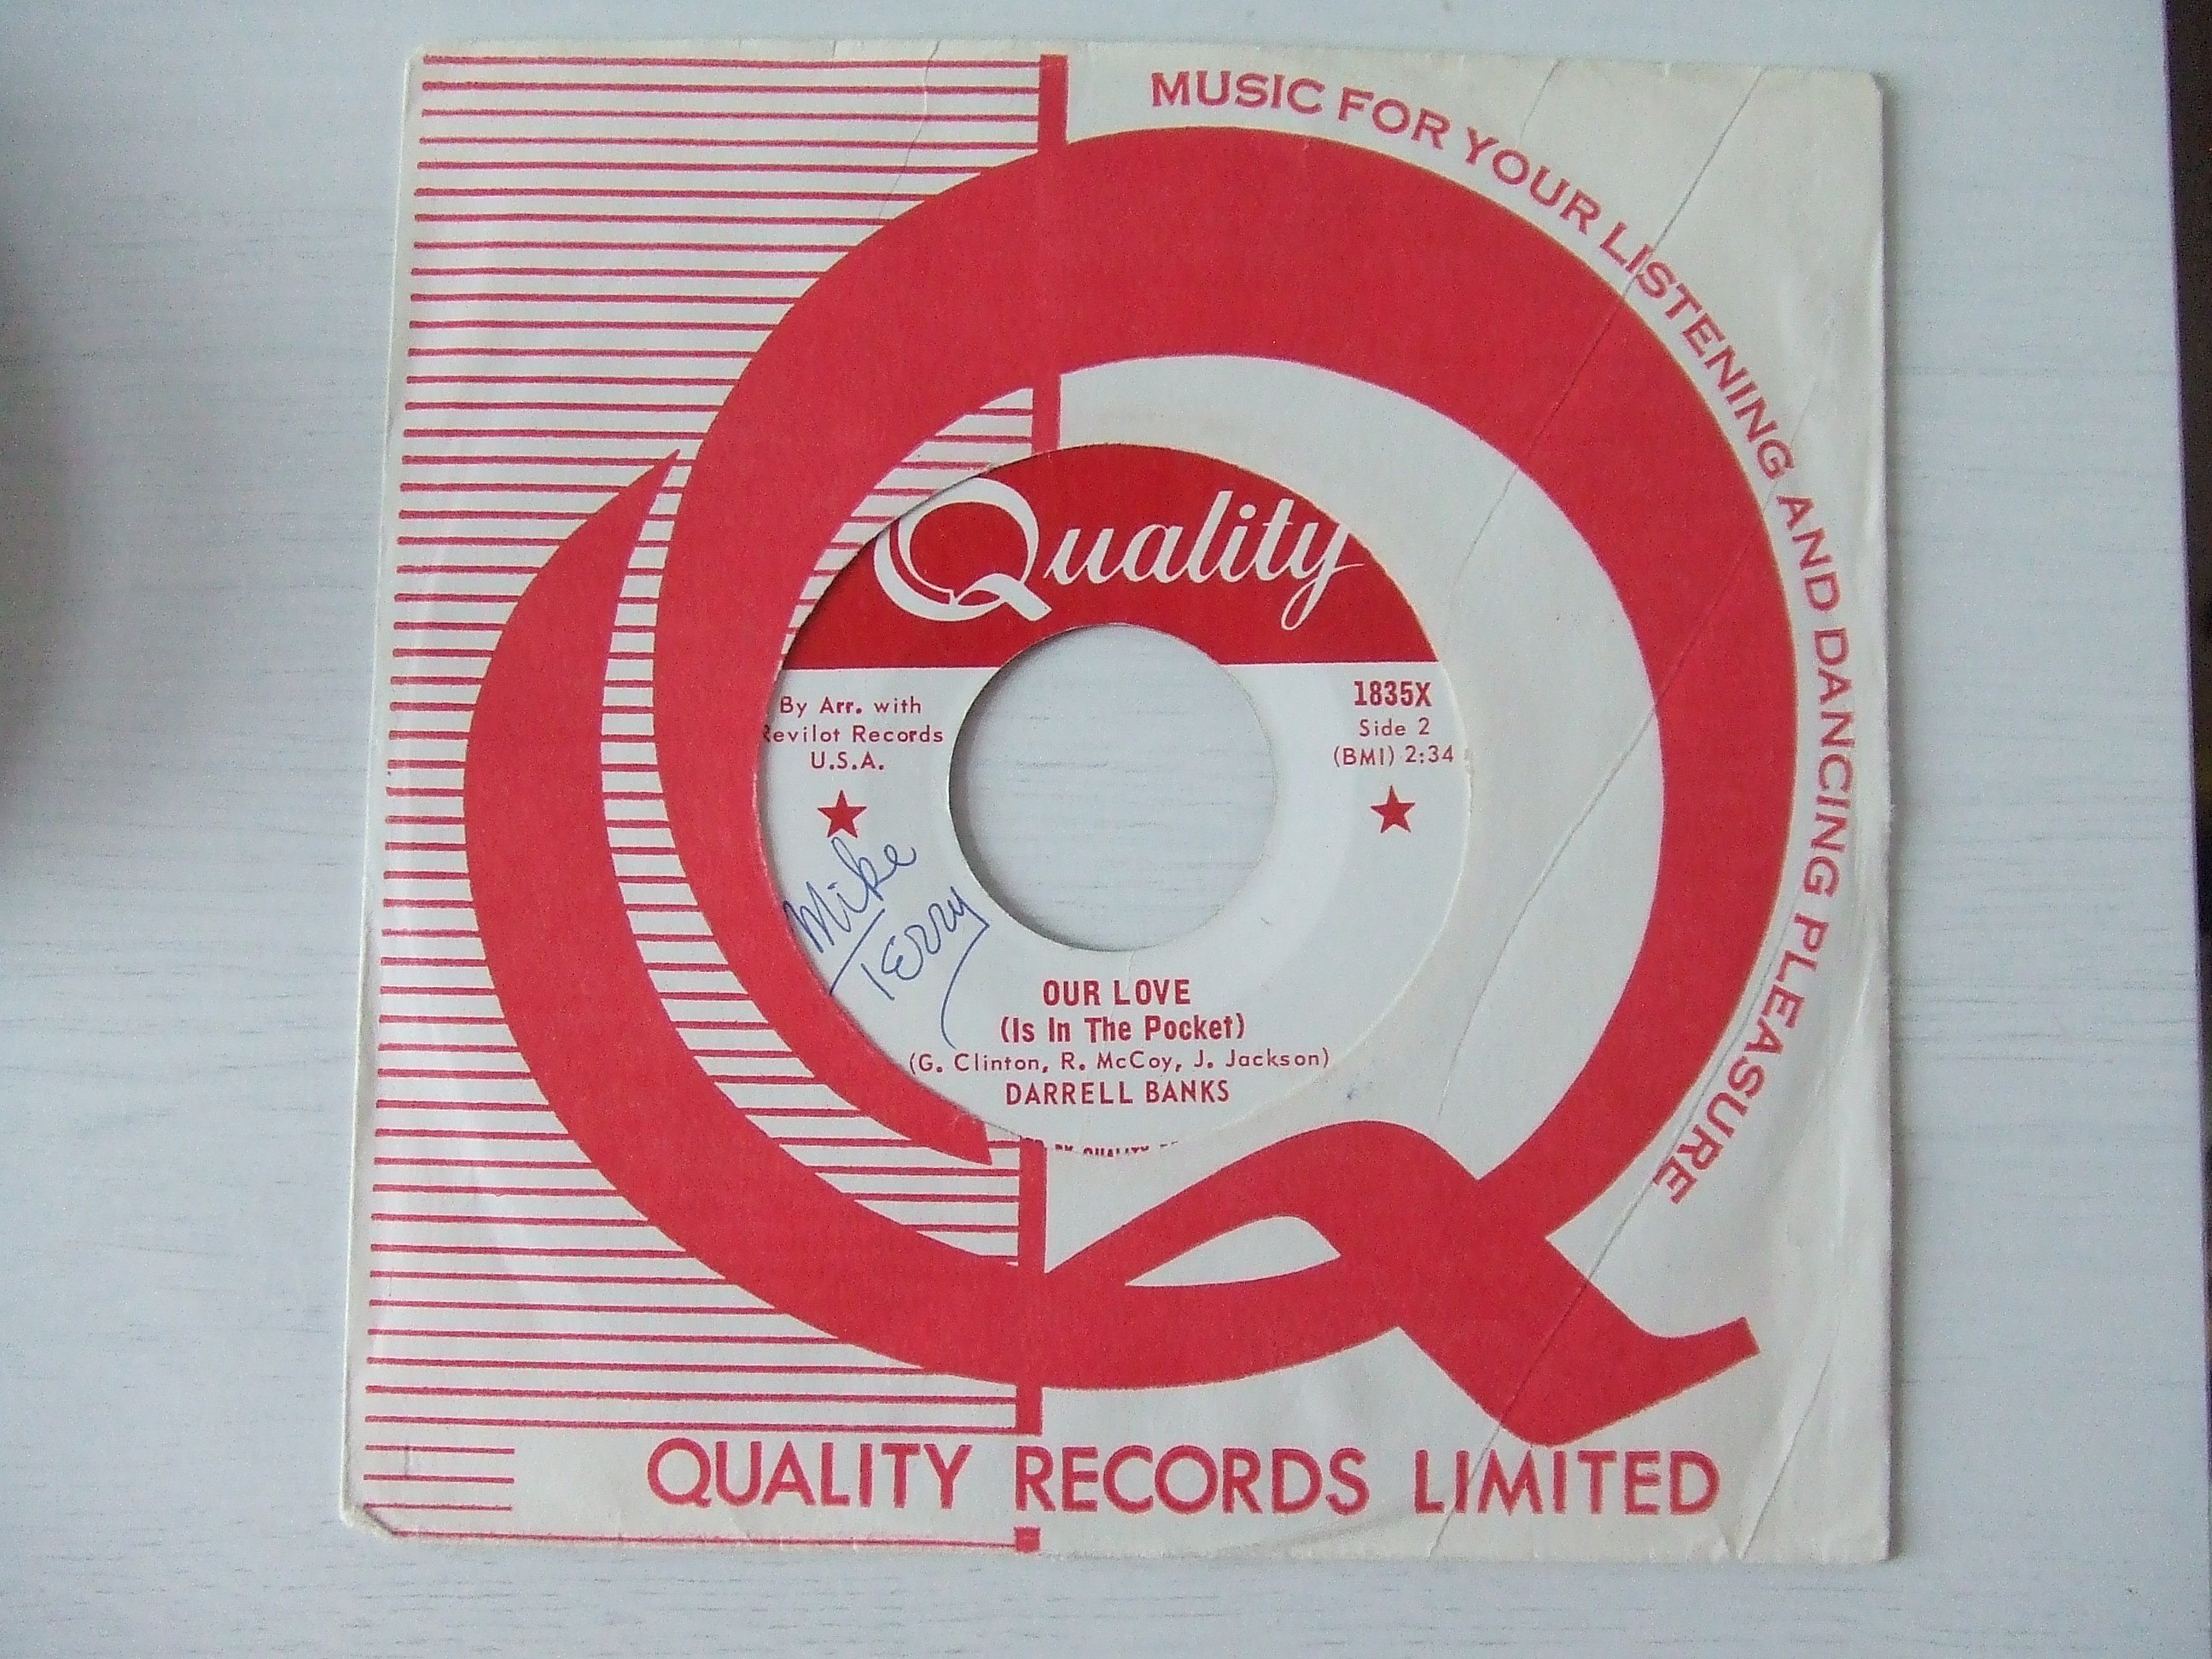 MUSIC FOR YOUR LISTENING AND DANCING PLEASURE
Quality
By Arr. with
Revilot Records
U.S.A.
1835X
Side 2
(BMI) 2:34
Mike
Terry
OUR LOVE
(Is In The Pocket)
(G. Clinton, R. McCoy, J. Jackson)
DARRELL BANKS
QUALITY RECORDS LIMITED